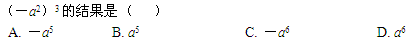 （－a²）³的结果是（　　）
A. －a⁵　　B. a⁵　　C. －a⁶　　D. a⁶